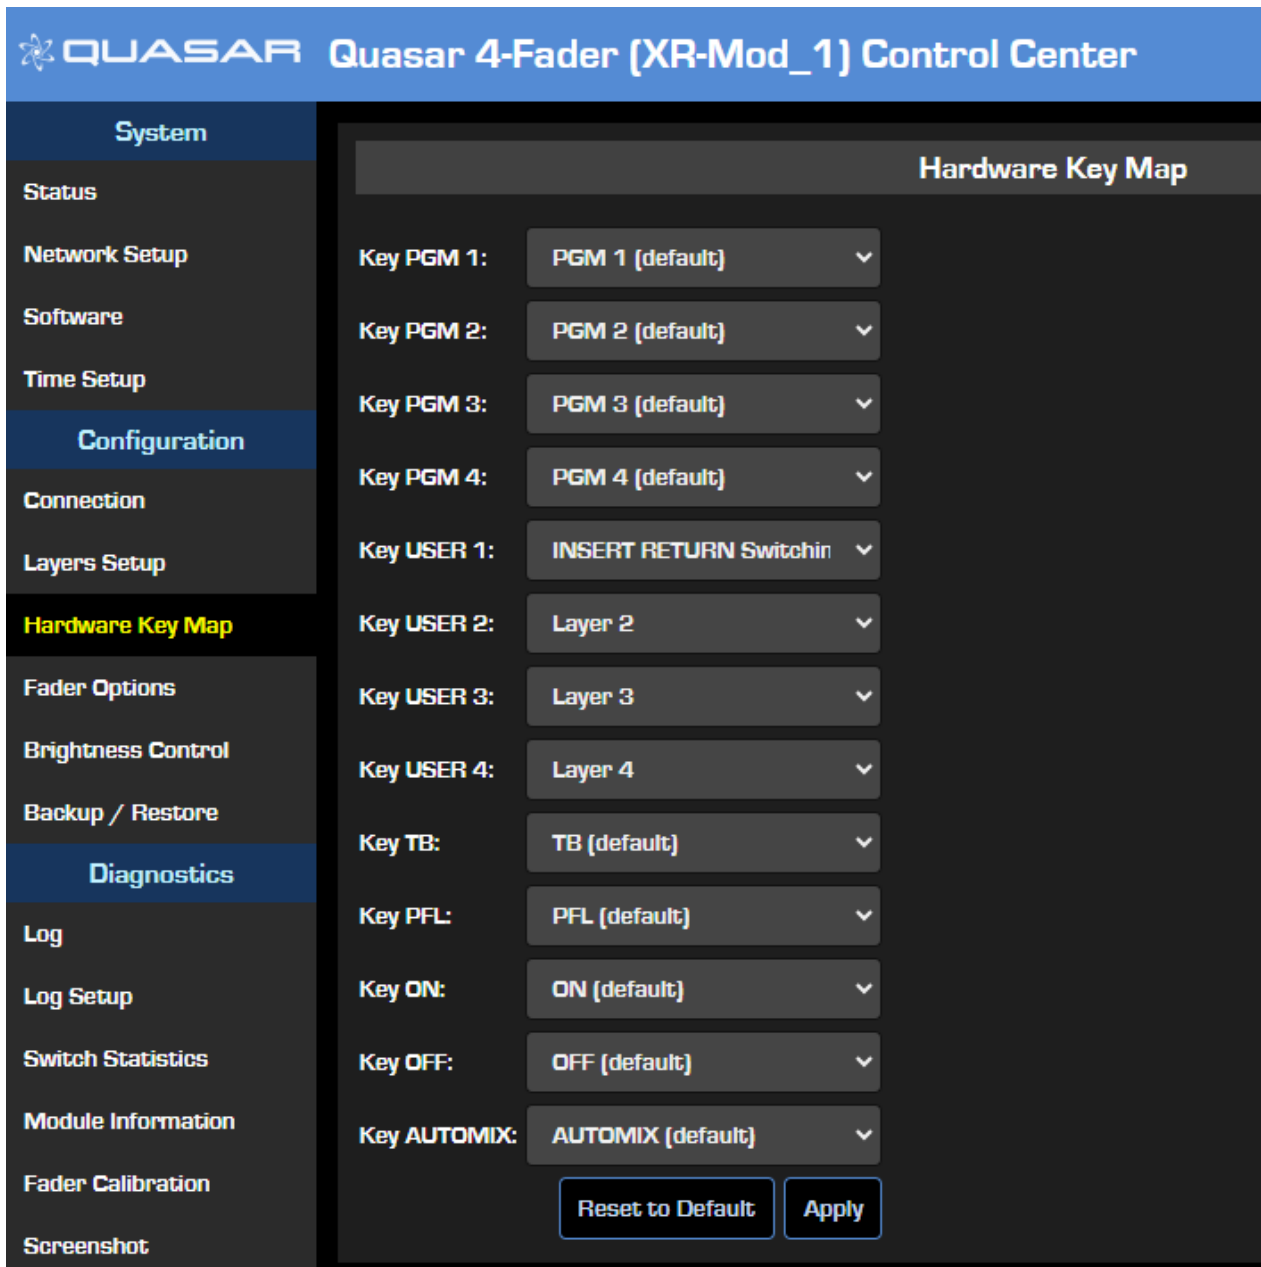 QUASAR Quasar 4-Fader (XR-Mod_1) Control Center
System
Status
Network Setup
Software
Time Setup
Configuration
Connection
Layers Setup
Hardware Key Map
Fader Options
Brightness Control
Backup / Restore
Diagnostics
Log
Log Setup
Switch Statistics
Module Information
Fader Calibration
Screenshot
Hardware Key Map
Key PGM 1: PGM 1 (default)
Key PGM 2: PGM 2 (default)
Key PGM 3: PGM 3 (default)
Key PGM 4: PGM 4 (default)
Key USER 1: INSERT RETURN Switchin
Key USER 2: Layer 2
Key USER 3: Layer 3
Key USER 4: Layer 4
Key TB: TB (default)
Key PFL: PFL (default)
Key ON: ON (default)
Key OFF: OFF (default)
Key AUTOMIX: AUTOMIX (default)
Reset to Default Apply